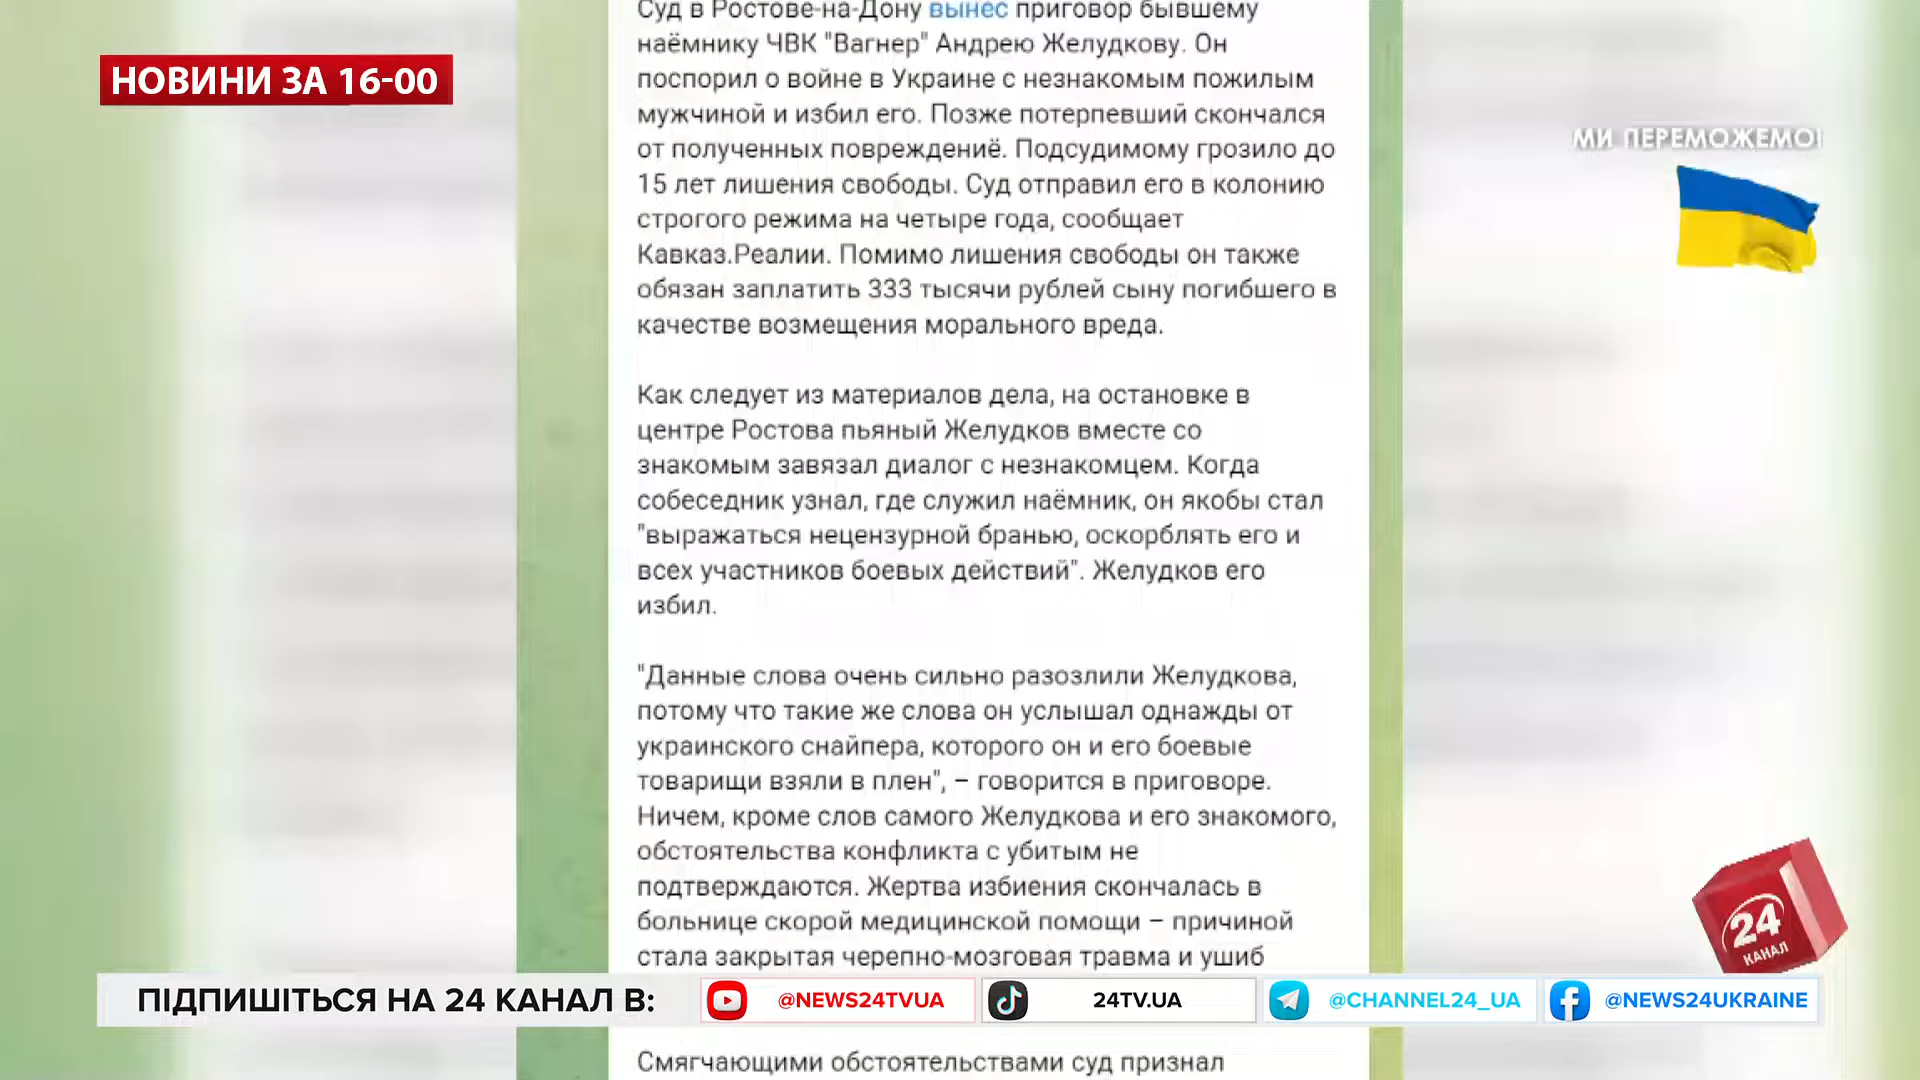 Суд в Ростове-на-Дону вынес приговор бывшему
наёмнику ЧВК "Вагнер" Андрею Желудкову. Он
поспорил о войне в Украине с незнакомым пожилым
мужчиной и избил его. Позже потерпевший скончался
от полученных повреждениё. Подсудимому грозило до
15 лет лишения свободы. Суд отправил его в колонию
строгого режима на четыре года, сообщает
Кавказ.Реалии. Помимо лишения свободы он также
обязан заплатить 333 тысячи рублей сыну погибшего в
качестве возмещения морального вреда.
Как следует из материалов дела, на остановке в
центре Ростова пьяный Желудков вместе со
знакомым завязал диалог с незнакомцем. Когда
собеседник узнал, где служил наёмник, он якобы стал
"выражаться нецензурной бранью, оскорблять его и
всех участников боевых действий". Желудков его
избил.
"Данные слова очень сильно разозлили Желудкова,
потому что такие же слова он услышал однажды от
украинского снайпера, которого он и его боевые
товарищи взяли в плен", – говорится в приговоре.
Ничем, кроме слов самого Желудкова и его знакомого,
обстоятельства конфликта с убитым не
подтверждаются. Жертва избиения скончалась в
больнице скорой медицинской помощи – причиной
стала закрытая черепно-мозговая травма и ушиб
Смягчающими обстоятельствами суд признал
НОВИНИ ЗА 16-00
МИ ПЕРЕМОЖЕМО!
24
КАНАЛ
ПІДПИШІТЬСЯ НА 24 КАНАЛ В:
@NEWS24TVUA
24TV.UA
@CHANNEL24_UA
@NEWS24UKRAINE